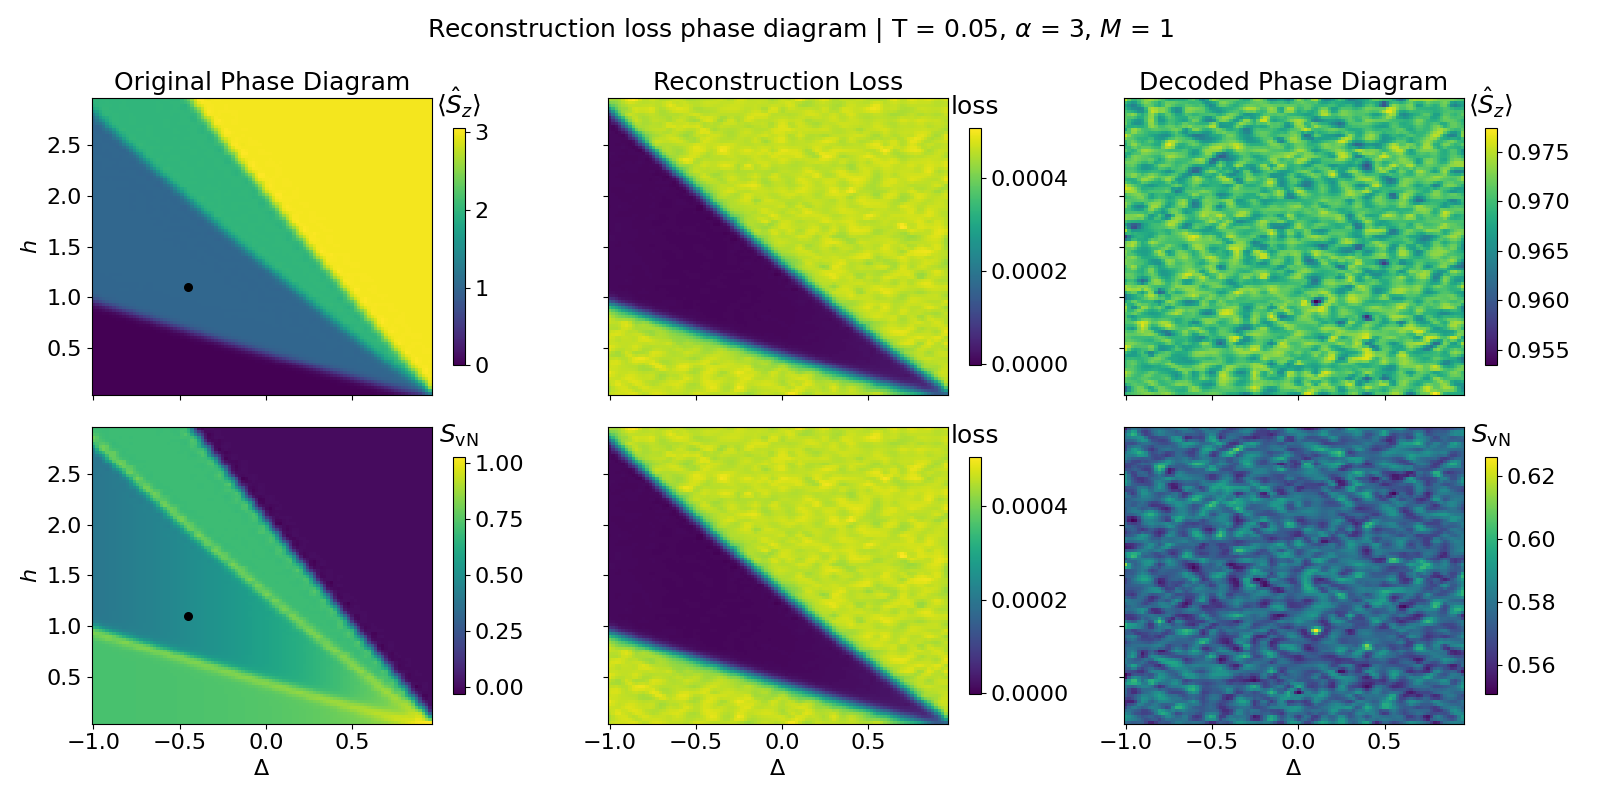 Reconstruction loss phase diagram | T = 0.05, α = 3, M = 1
Original Phase Diagram
Reconstruction Loss
Decoded Phase Diagram
⟨Ŝ_z⟩
loss
⟨Ŝ_z⟩
h
2.5
2.0
1.5
1.0
0.5
3
2
1
0
0.0004
0.0002
0.0000
0.975
0.970
0.965
0.960
0.955
S_vN
loss
S_vN
h
2.5
2.0
1.5
1.0
0.5
1.00
0.75
0.50
0.25
0.00
0.0004
0.0002
0.0000
0.62
0.60
0.58
0.56
−1.0 −0.5 0.0 0.5
−1.0 −0.5 0.0 0.5
−1.0 −0.5 0.0 0.5
Δ
Δ
Δ